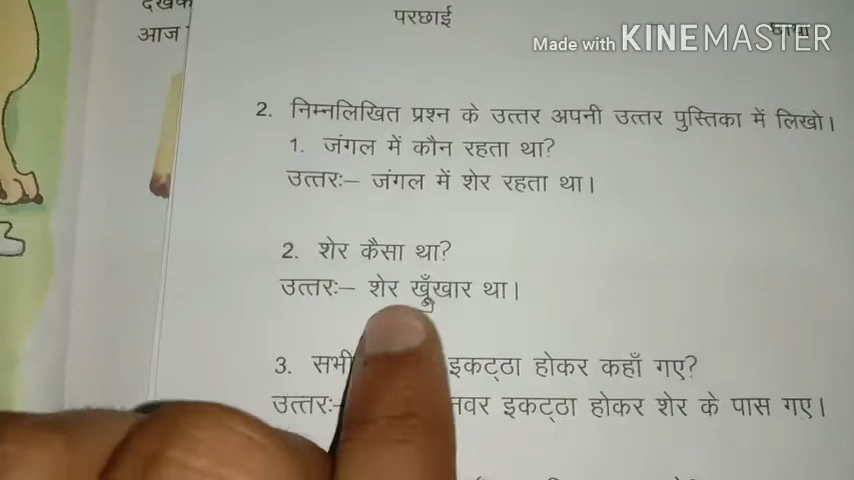 आज
परछाई
Made with KINEMASTER
2. निम्नलिखित प्रश्न के उत्तर अपनी उत्तर पुस्तिका में लिखो।
1. जंगल में कौन रहता था?
उत्तरः– जंगल में शेर रहता था।
2. शेर कैसा था?
उत्तरः– शेर खूँखार था।
3. सभी इकट्ठा होकर कहाँ गए?
उत्तरः– इकट्ठा होकर शेर के पास गए।